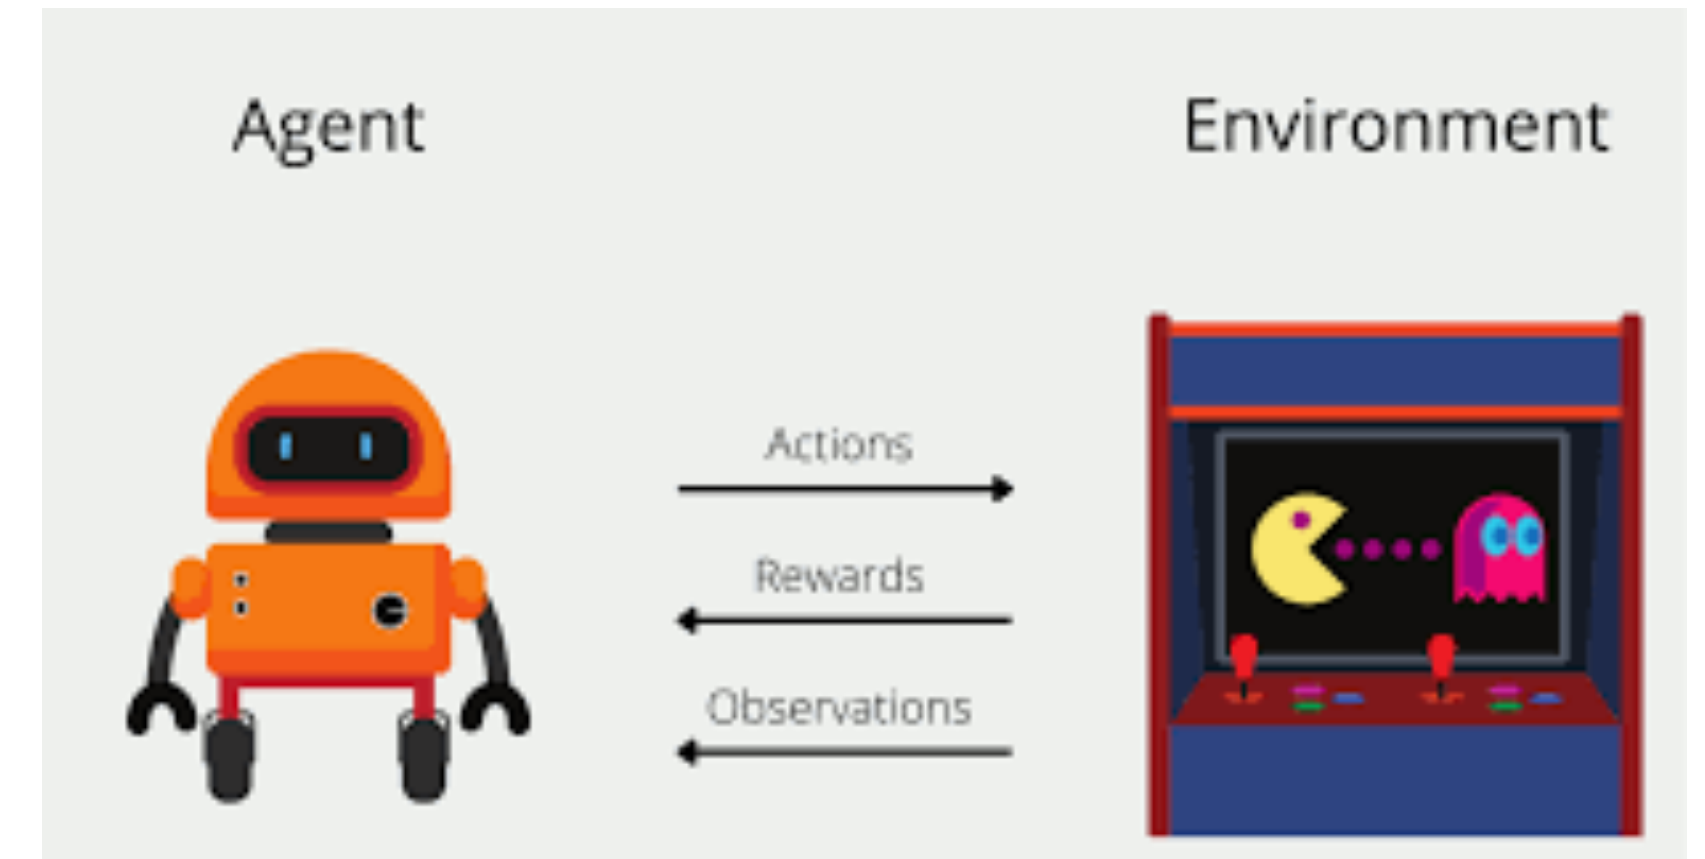 Agent
Environment
Actions
Rewards
Observations